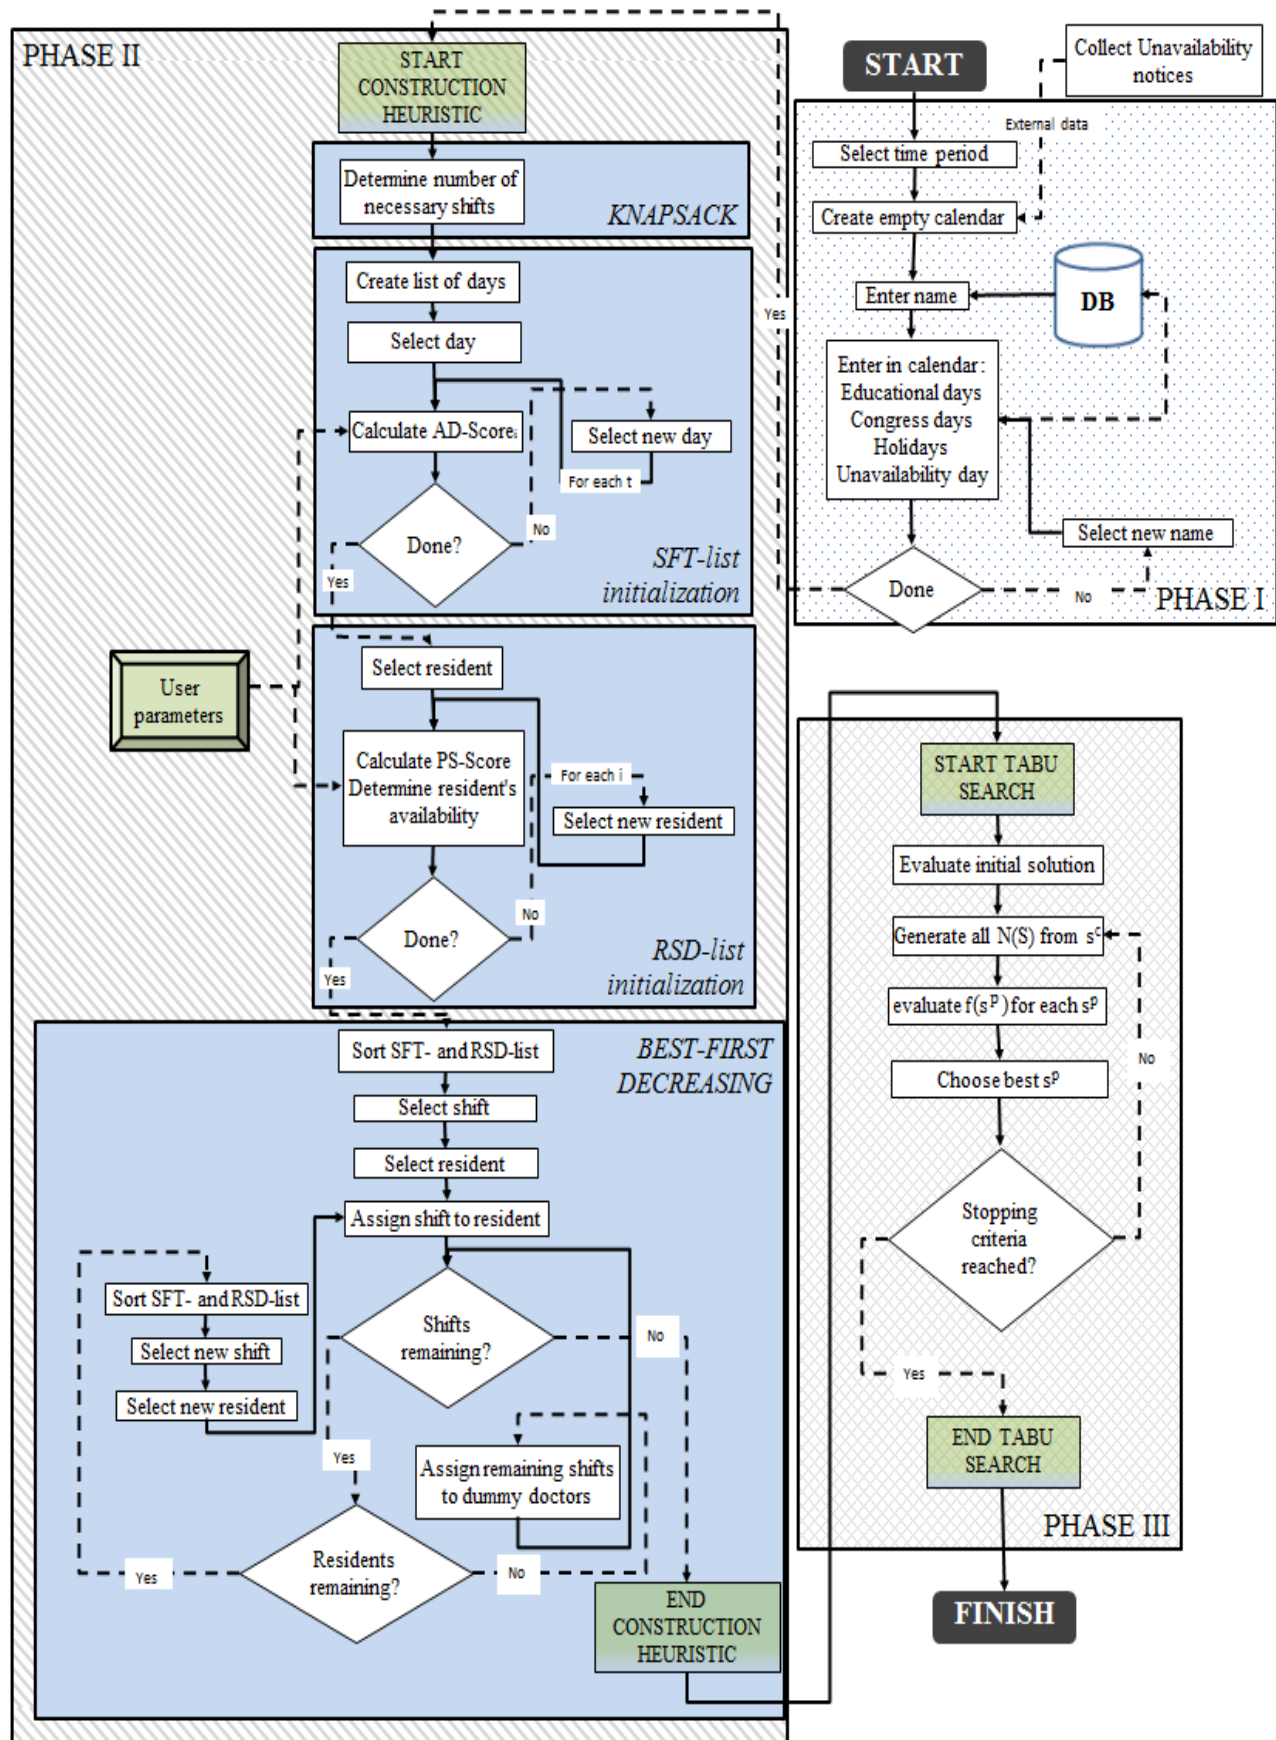 PHASE II
START
CONSTRUCTION
HEURISTIC
Determine number of
necessary shifts
KNAPSACK
Create list of days
Select day
Calculate AD-Scoreᵢ
Select new day
For each t
No
Done?
Yes
SFT-list
initialization
User
parameters
Select resident
Calculate PS-Score
Determine resident's
availability
For each i
Select new resident
No
Done?
Yes
RSD-list
initialization
BEST-FIRST
DECREASING
Sort SFT- and RSD-list
Select shift
Select resident
Assign shift to resident
Sort SFT- and RSD-list
Select new shift
Select new resident
Shifts
remaining?
No
Yes
Assign remaining shifts
to dummy doctors
Residents
remaining?
Yes
No
END
CONSTRUCTION
HEURISTIC
START
Collect Unavailability
notices
External data
Select time period
Create empty calendar
Enter name
DB
Yes
Enter in calendar:
Educational days
Congress days
Holidays
Unavailability day
Select new name
Done
No
PHASE I
START TABU
SEARCH
Evaluate initial solution
Generate all N(S) from sᶜ
evaluate f(sᵖ) for each sᵖ
No
Choose best sᵖ
Stopping
criteria
reached?
Yes
END TABU
SEARCH
PHASE III
FINISH